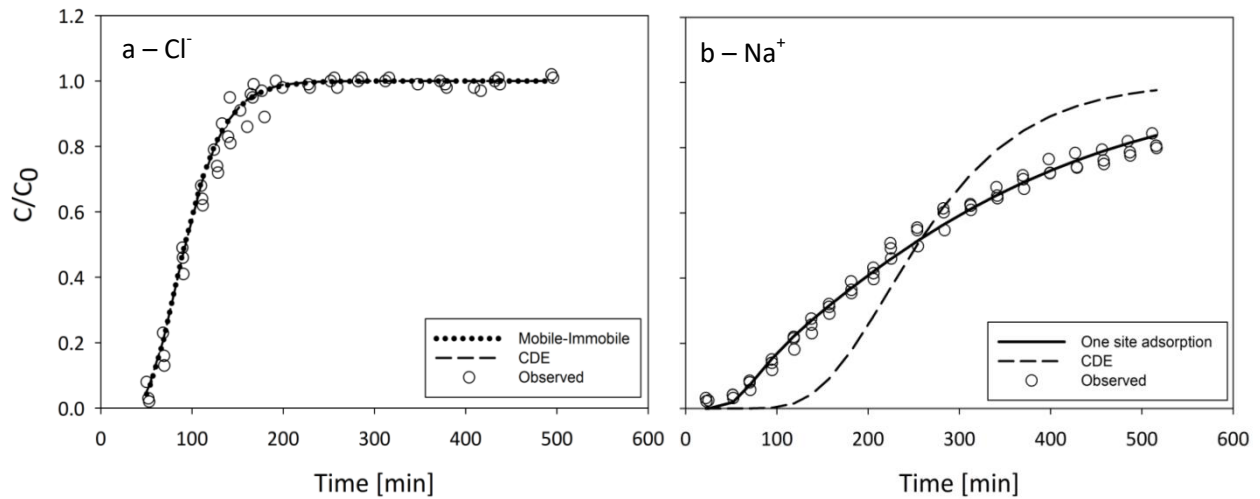 a – Cl⁻
C/C₀
1.2
1.0
0.8
0.6
0.4
0.2
0.0
0 100 200 300 400 500 600
Time [min]
Mobile-Immobile
CDE
Observed
b – Na⁺
0 100 200 300 400 500 600
Time [min]
One site adsorption
CDE
Observed